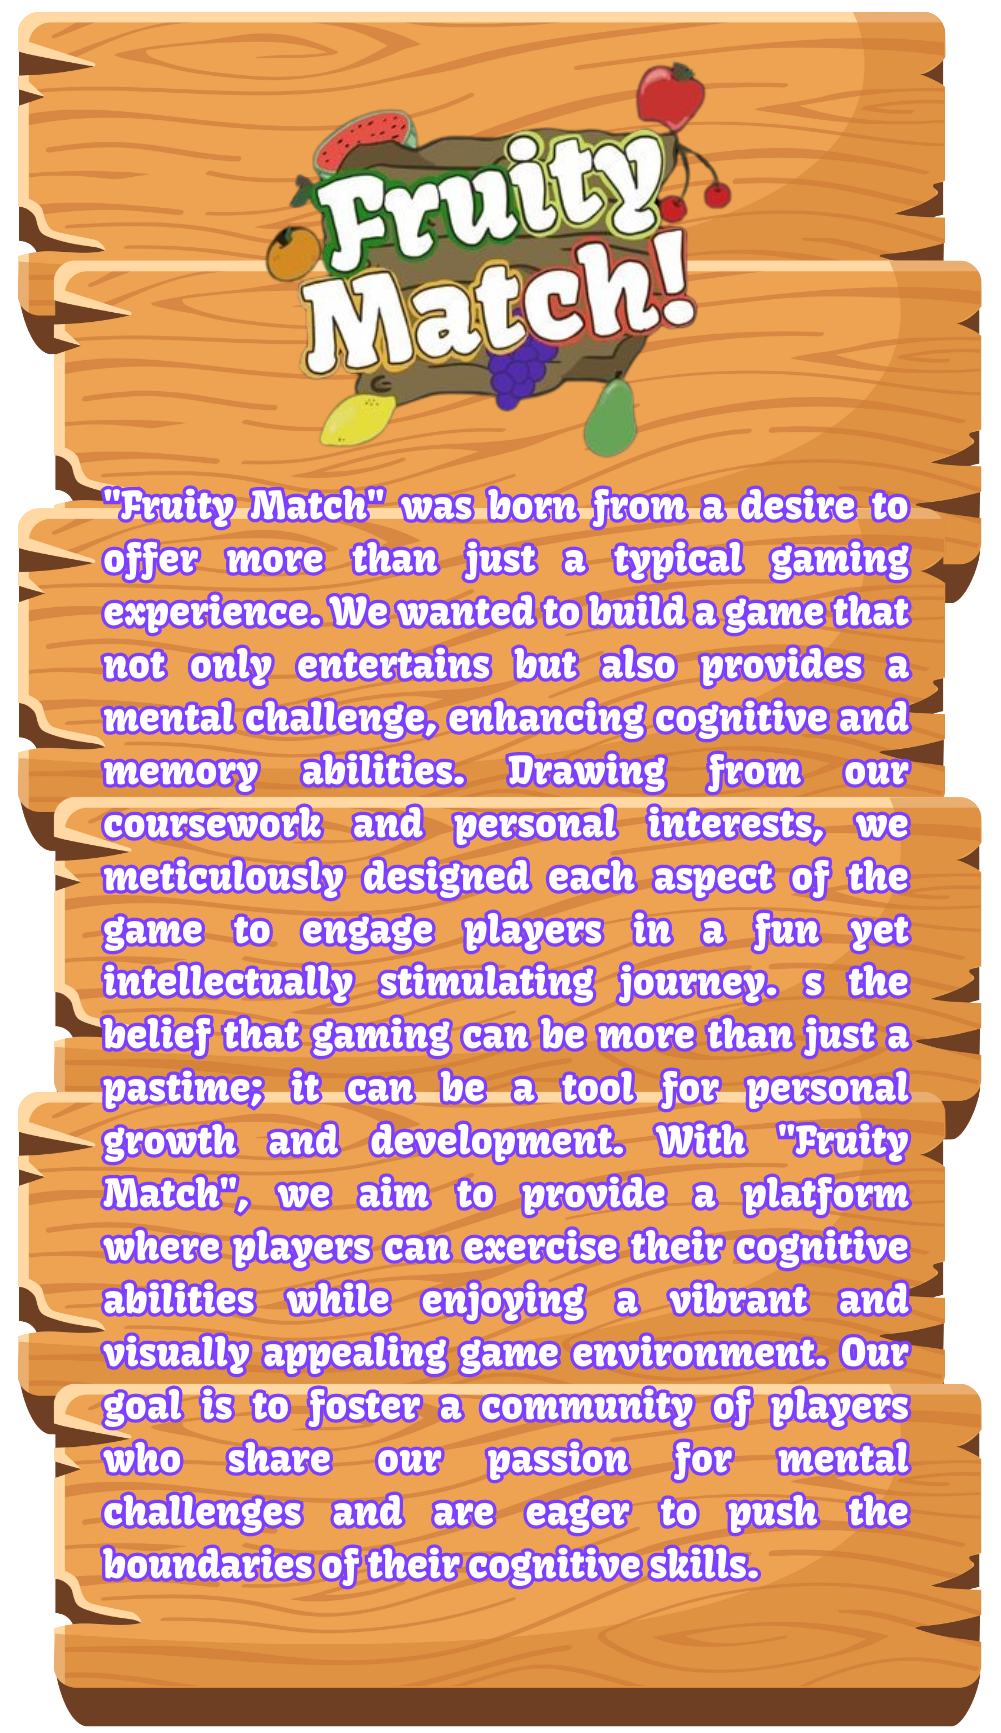 Fruity
Match!
"Fruity Match" was born from a desire to
offer more than just a typical gaming
experience. We wanted to build a game that
not only entertains but also provides a
mental challenge, enhancing cognitive and
memory abilities. Drawing from our
coursework and personal interests, we
meticulously designed each aspect of the
game to engage players in a fun yet
intellectually stimulating journey. s the
belief that gaming can be more than just a
pastime; it can be a tool for personal
growth and development. With "Fruity
Match", we aim to provide a platform
where players can exercise their cognitive
abilities while enjoying a vibrant and
visually appealing game environment. Our
goal is to foster a community of players
who share our passion for mental
challenges and are eager to push the
boundaries of their cognitive skills.